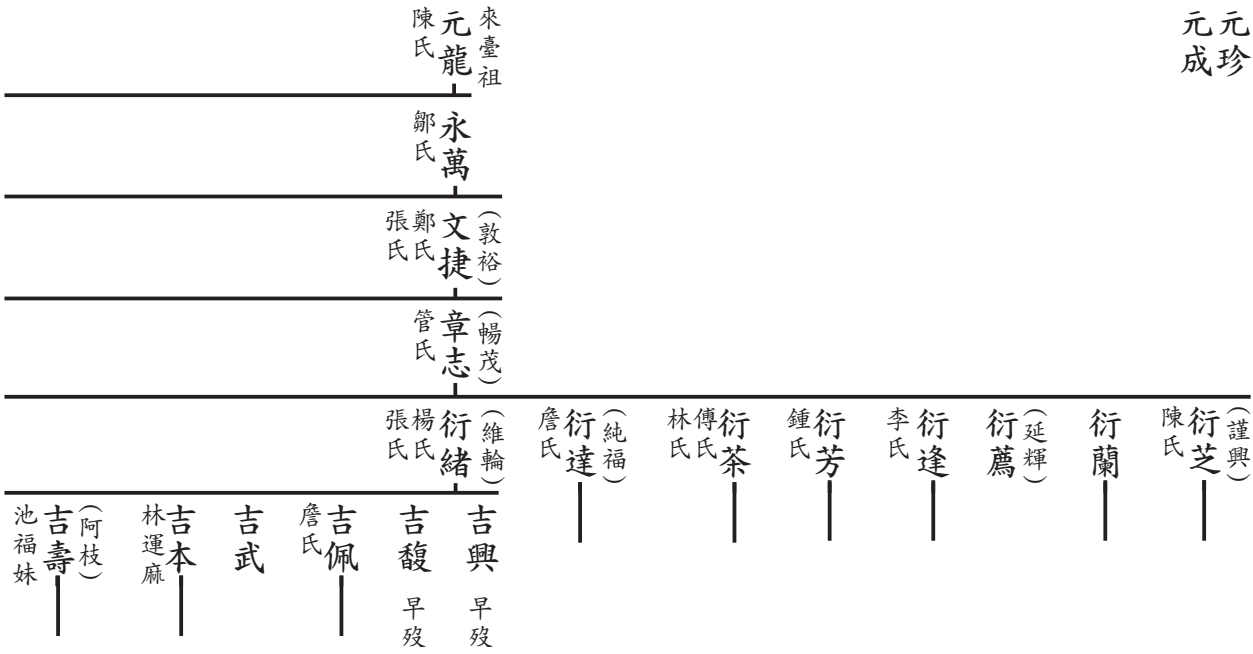 元珍
元成
來臺祖
元龍
陳氏
永萬
鄒氏
(敦裕)
文捷
鄭氏
張氏
(暢茂)
章志
管氏
(謹興)
衍芝
陳氏
衍蘭
(延輝)
衍薦
衍逢
李氏
衍芳
鍾氏
衍茶
傅氏
林氏
(純福)
衍達
詹氏
(維輪)
衍緒
楊氏
張氏
吉興 早歿
吉馥 早歿
吉佩
詹氏
吉武
吉本
林運麻
(阿枝)
吉壽
池福妹